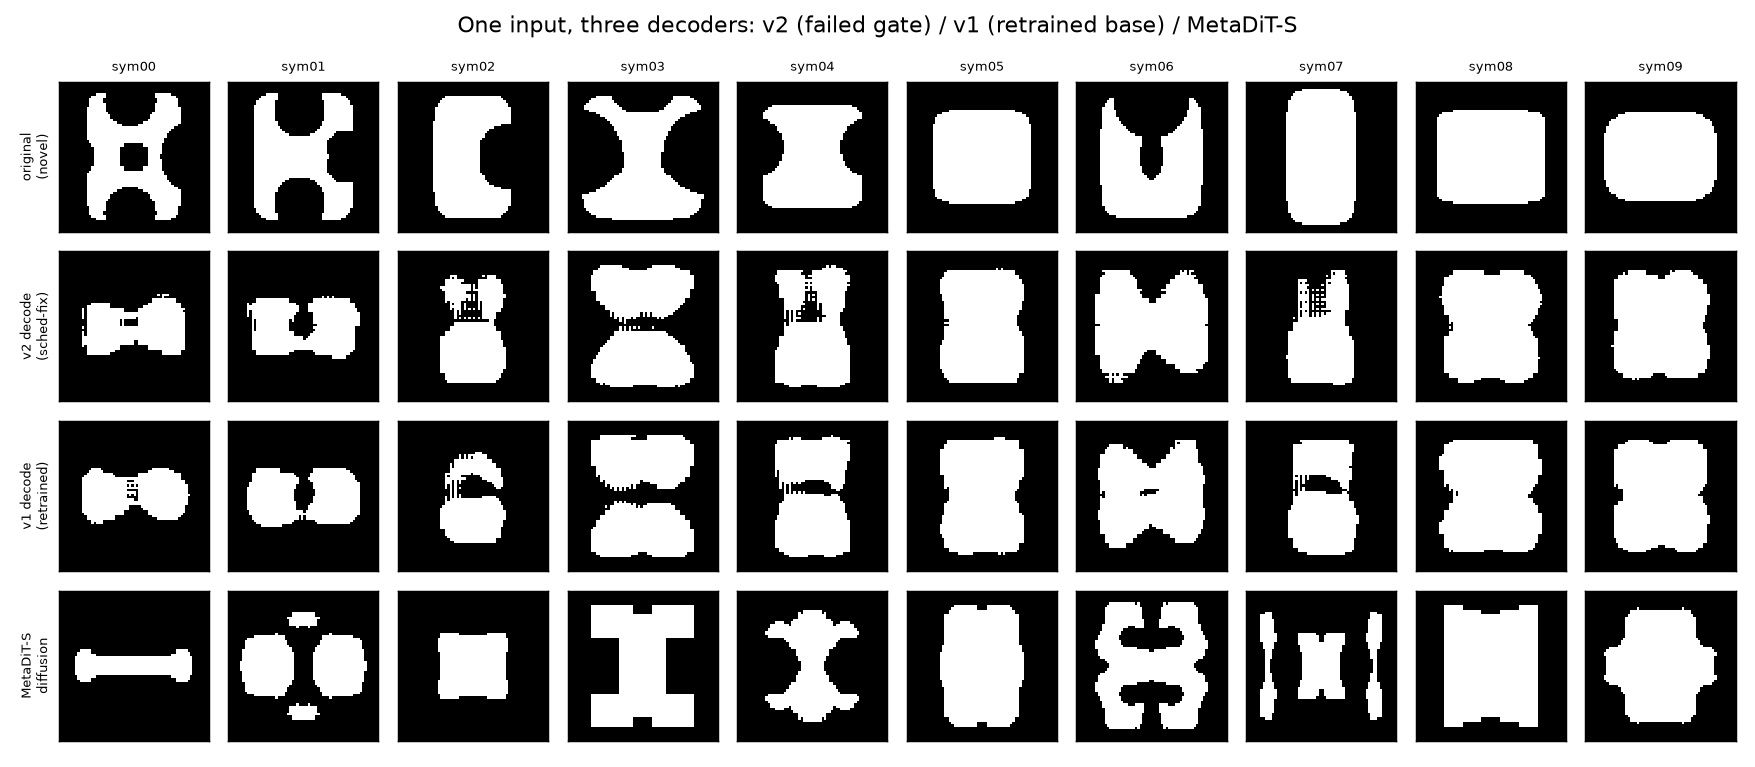 One input, three decoders: v2 (failed gate) / v1 (retrained base) / MetaDiT-S
sym00 sym01 sym02 sym03 sym04 sym05 sym06 sym07 sym08 sym09
original
(novel)
v2 decode
(sched-fix)
v1 decode
(retrained)
MetaDiT-S
diffusion